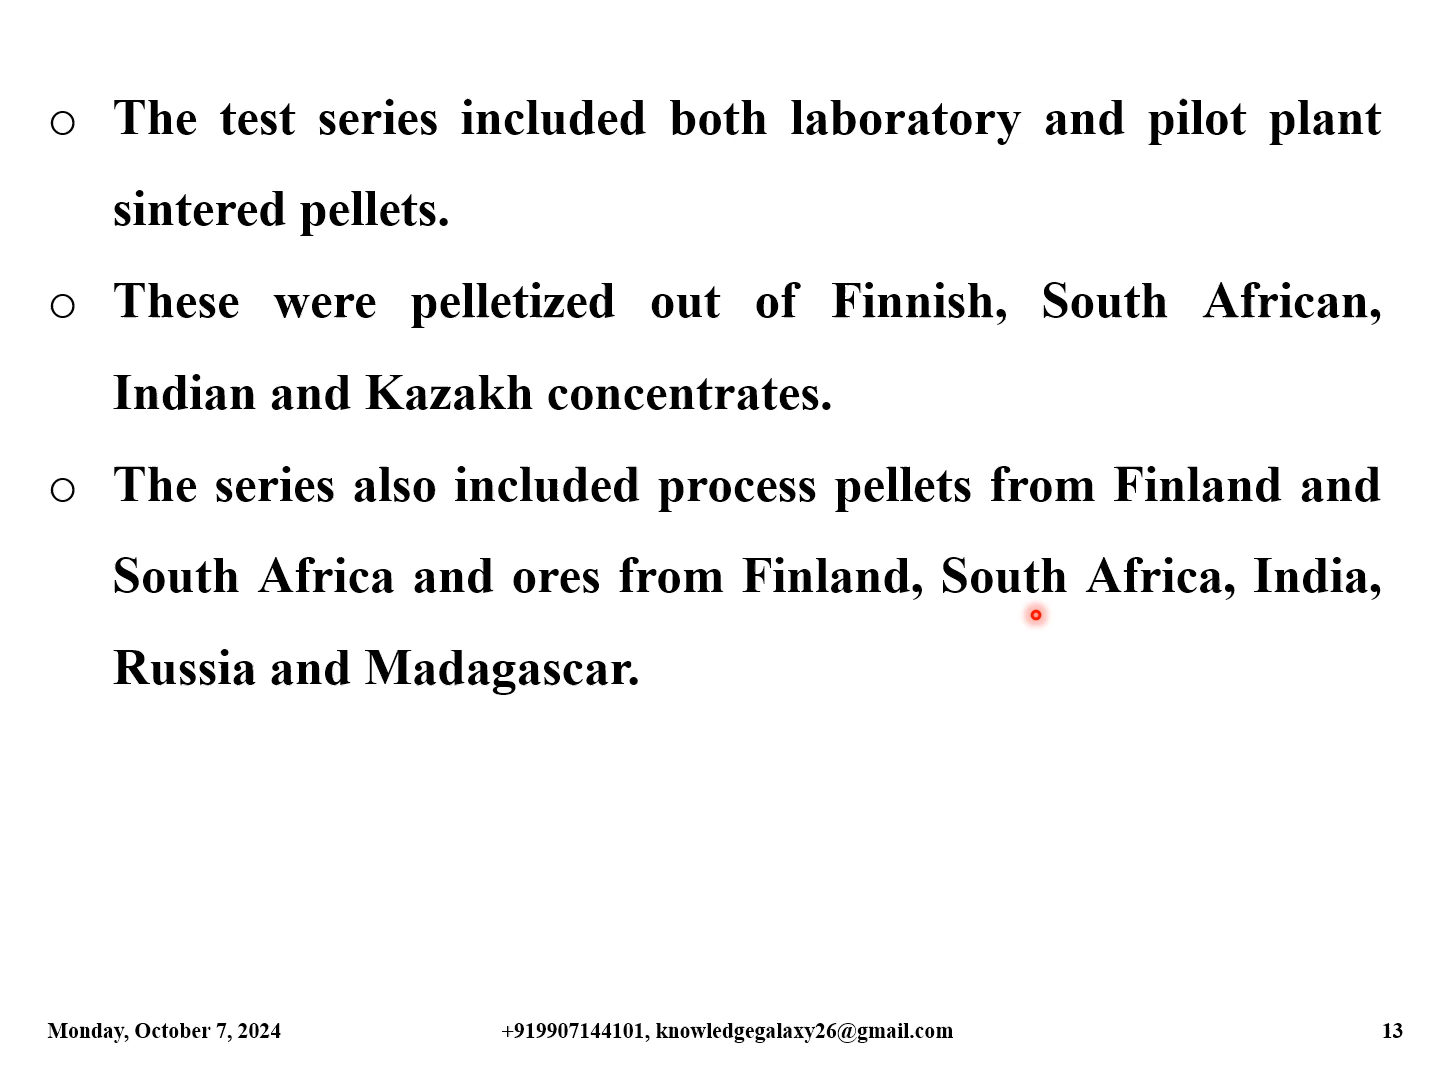 ○ The test series included both laboratory and pilot plant
sintered pellets.
○ These were pelletized out of Finnish, South African,
Indian and Kazakh concentrates.
○ The series also included process pellets from Finland and
South Africa and ores from Finland, South Africa, India,
Russia and Madagascar.
Monday, October 7, 2024 +919907144101, knowledgegalaxy26@gmail.com 13